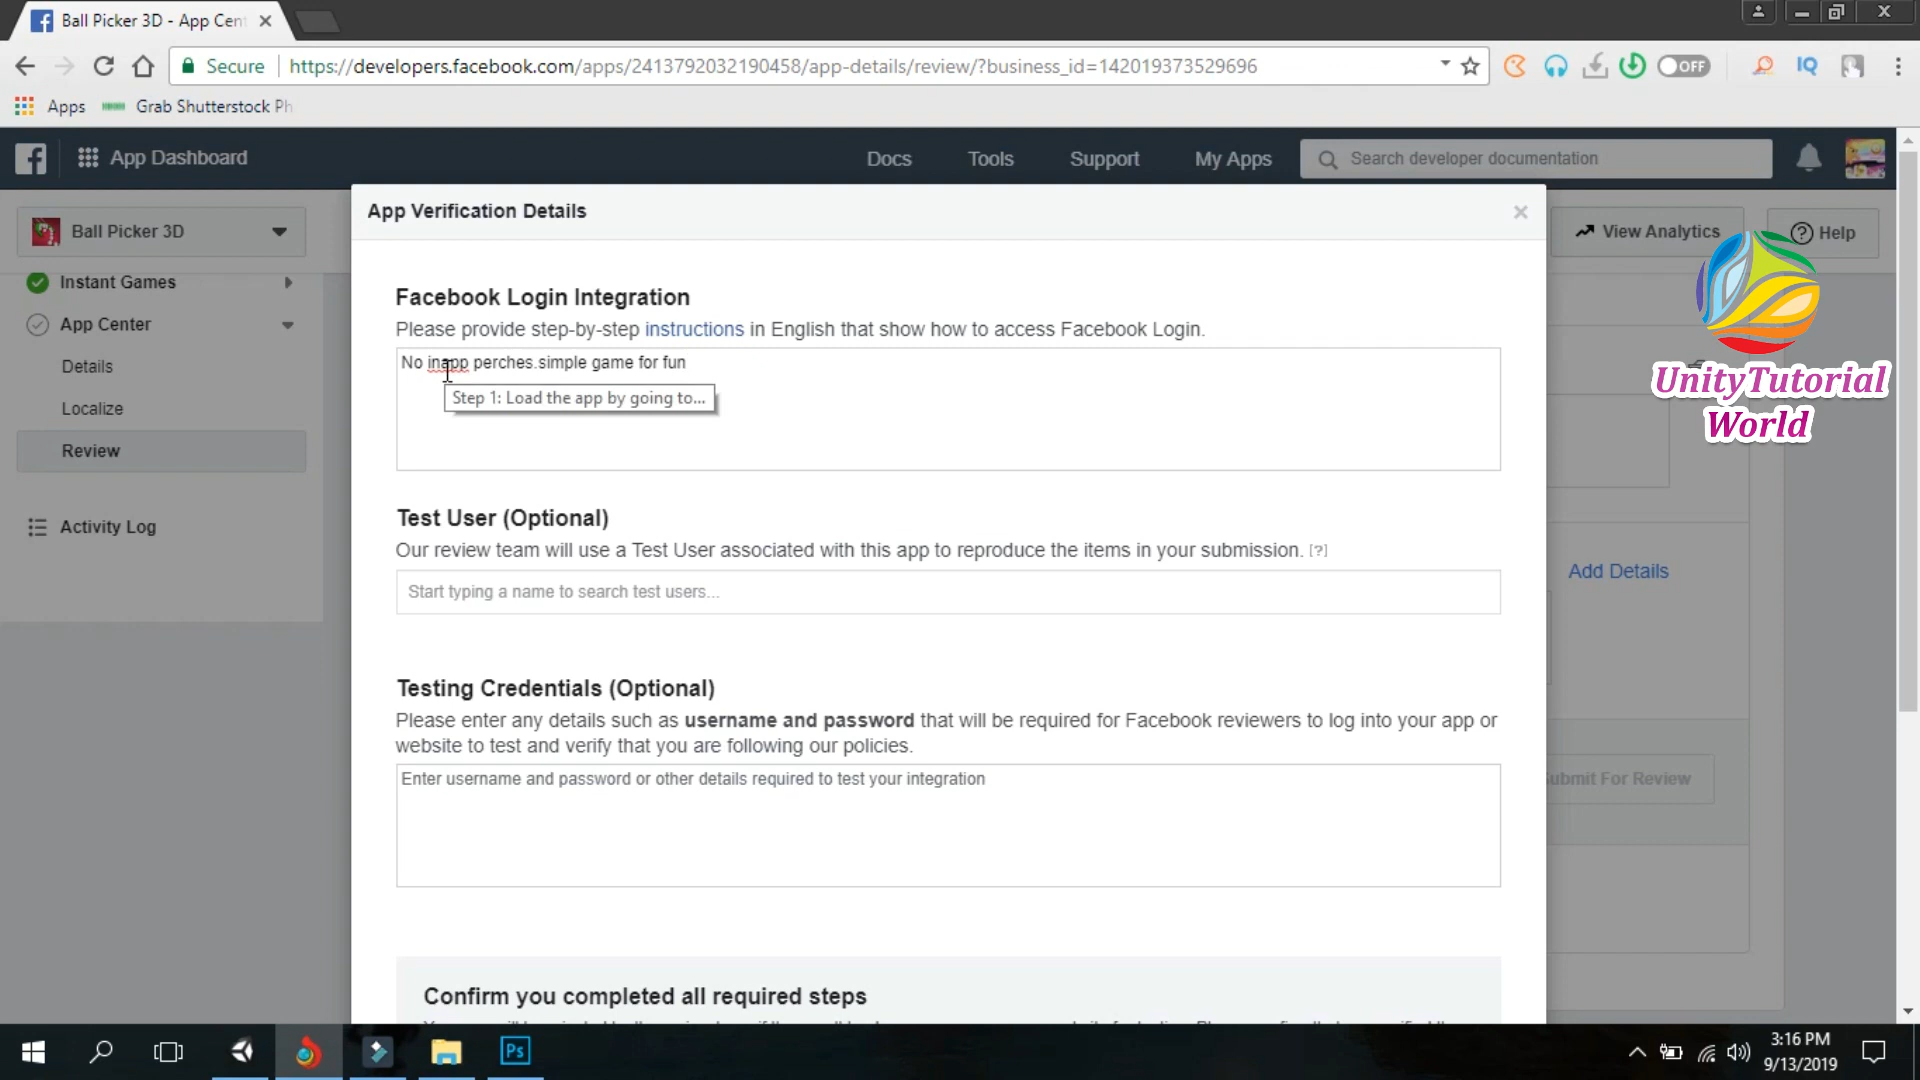 Ball Picker 3D - App Cent
Secure
https://developers.facebook.com/apps/2413792032190458/app-details/review/?business_id=142019373529696
OFF
IQ
Apps
Grab Shutterstock Ph
App Dashboard
Docs
Tools
Support
My Apps
Search developer documentation
Ball Picker 3D
App Verification Details
View Analytics
Help
Instant Games
App Center
Details
Localize
Review
Activity Log
Facebook Login Integration
Please provide step-by-step instructions in English that show how to access Facebook Login.
No inapp perches.simple game for fun
Step 1: Load the app by going to...
UnityTutorial
World
Test User (Optional)
Our review team will use a Test User associated with this app to reproduce the items in your submission. [?]
Start typing a name to search test users...
Add Details
Testing Credentials (Optional)
Please enter any details such as username and password that will be required for Facebook reviewers to log into your app or
website to test and verify that you are following our policies.
Enter username and password or other details required to test your integration
ubmit For Review
Confirm you completed all required steps
Ps
3:16 PM
9/13/2019